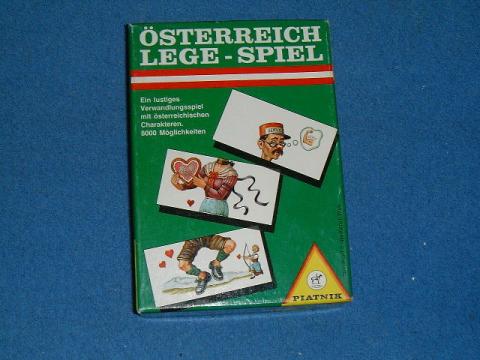 ÖSTERREICH
LEGE - SPIEL
Ein lustiges
Verwandlungsspiel
mit österreichischen
Charakteren.
8000 Möglichkeiten
PIATNIK